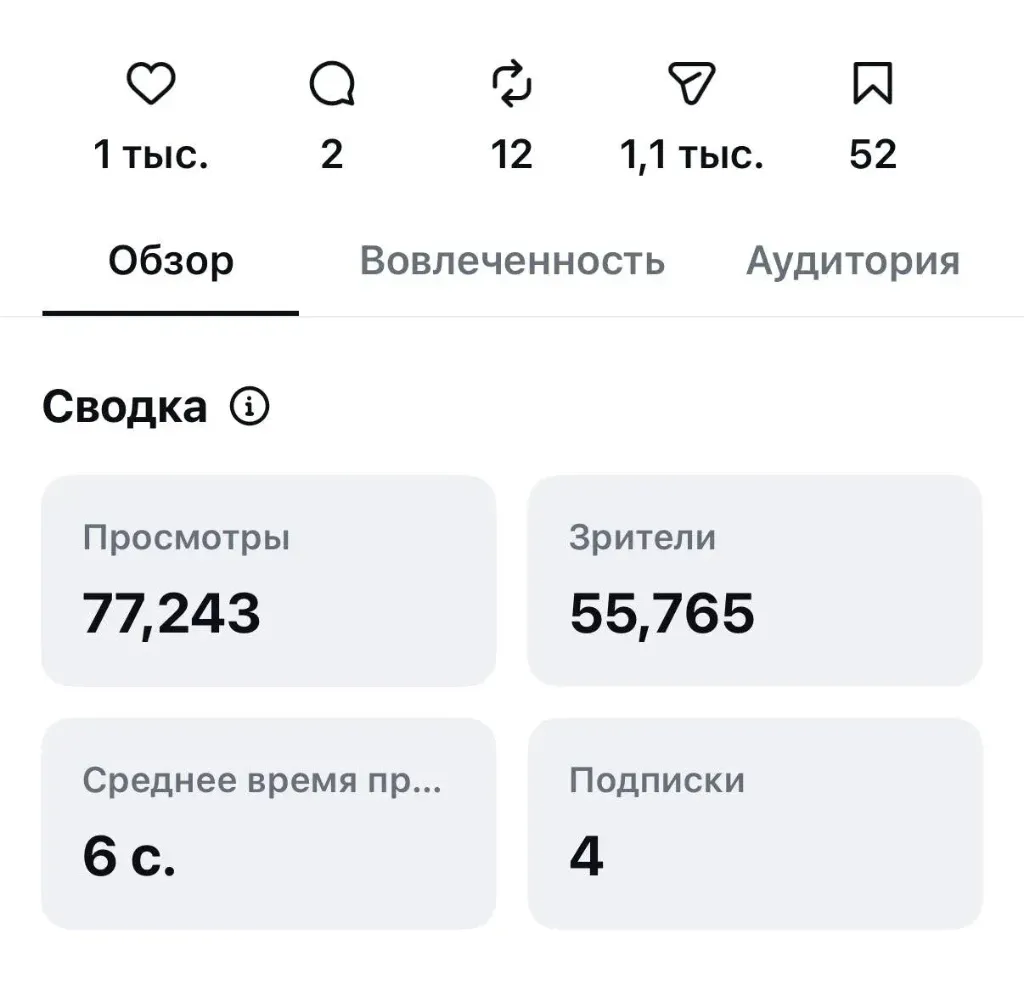 1 тыс. 2 12 1,1 тыс. 52
Обзор Вовлеченность Аудитория
Сводка
Просмотры Зрители
77,243 55,765
Среднее время пр... Подписки
6 с. 4